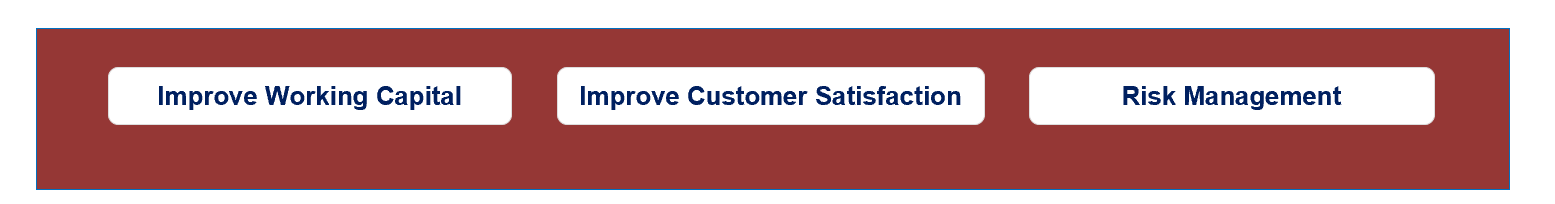 Improve Working Capital
Improve Customer Satisfaction
Risk Management